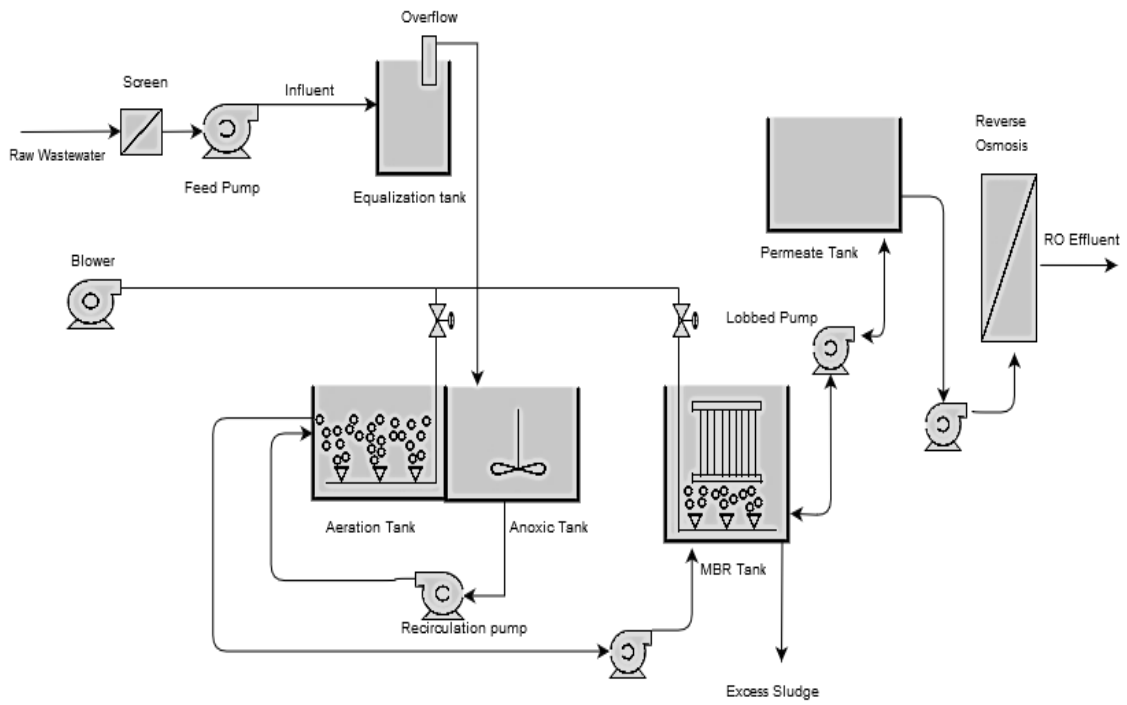 Overflow
Screen
Influent
Raw Wastewater
Feed Pump
Equalization tank
Reverse
Osmosis
Permeate Tank
RO Effluent
Blower
Lobbed Pump
Aeration Tank
Anoxic Tank
MBR Tank
Recirculation pump
Excess Sludge